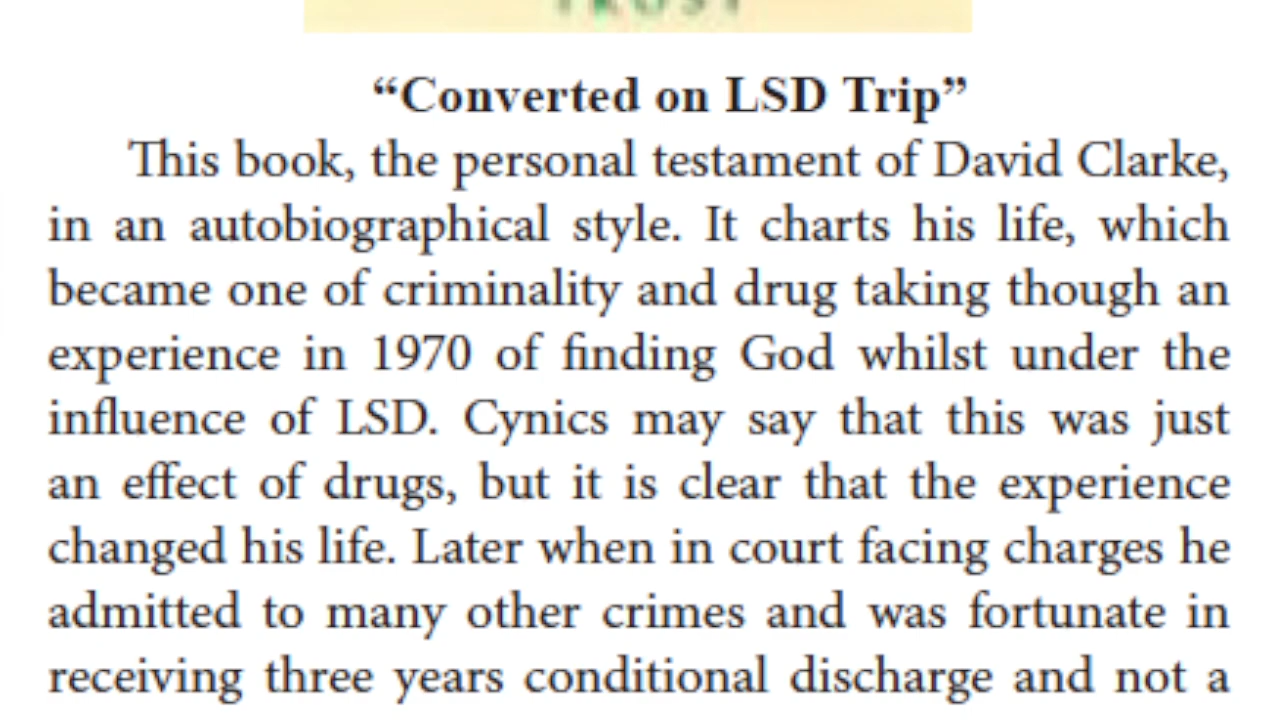 TRUST
“Converted on LSD Trip”
This book, the personal testament of David Clarke,
in an autobiographical style. It charts his life, which
became one of criminality and drug taking though an
experience in 1970 of finding God whilst under the
influence of LSD. Cynics may say that this was just
an effect of drugs, but it is clear that the experience
changed his life. Later when in court facing charges he
admitted to many other crimes and was fortunate in
receiving three years conditional discharge and not a